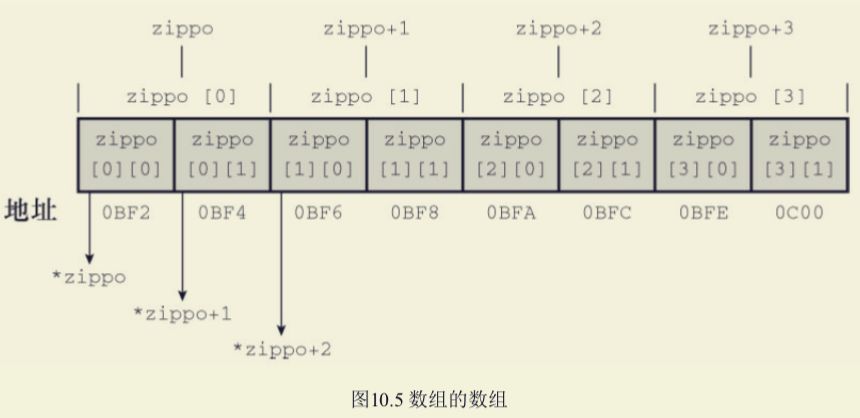 zippo zippo+1 zippo+2 zippo+3
zippo [0] zippo [1] zippo [2] zippo [3]
zippo zippo zippo zippo zippo zippo zippo zippo
[0][0] [0][1] [1][0] [1][1] [2][0] [2][1] [3][0] [3][1]
地址 0BF2 0BF4 0BF6 0BF8 0BFA 0BFC 0BFE 0C00
*zippo
*zippo+1
*zippo+2
图10.5 数组的数组